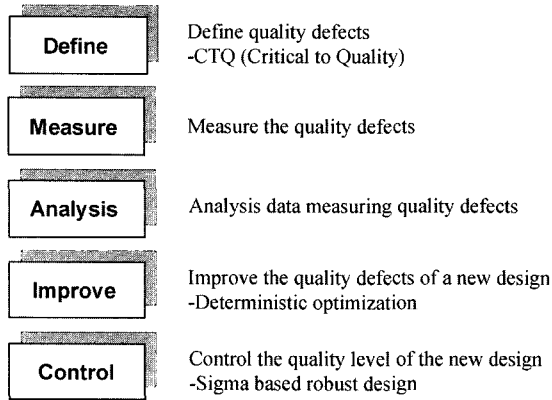 Define
Define quality defects
-CTQ (Critical to Quality)
Measure
Measure the quality defects
Analysis
Analysis data measuring quality defects
Improve
Improve the quality defects of a new design
-Deterministic optimization
Control
Control the quality level of the new design
-Sigma based robust design